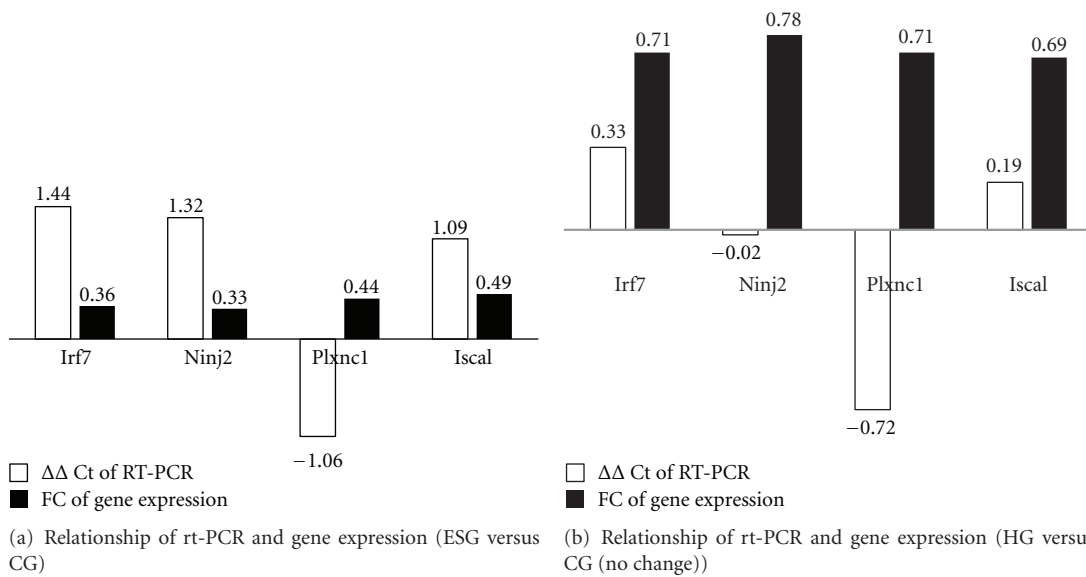 1.44
0.36
1.32
0.33
0.44
−1.06
1.09
0.49
Irf7
Ninj2
Plxnc1
Iscal
ΔΔ Ct of RT-PCR
FC of gene expression
(a) Relationship of rt-PCR and gene expression (ESG versus
CG)
0.33
0.71
−0.02
0.78
0.71
−0.72
0.19
0.69
Irf7
Ninj2
Plxnc1
Iscal
ΔΔ Ct of RT-PCR
FC of gene expression
(b) Relationship of rt-PCR and gene expression (HG versu
CG (no change))